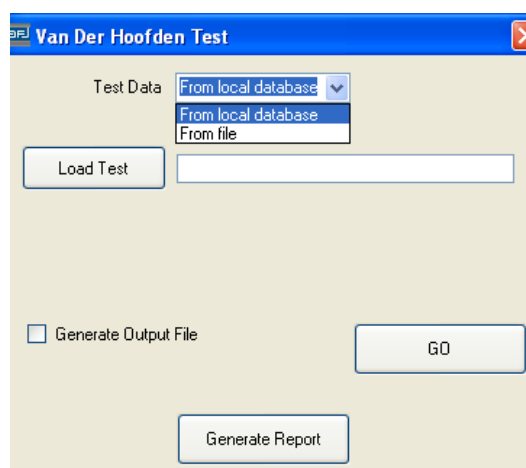 Van Der Hoofden Test
Test Data
From local database
From local database
From file
Load Test
Generate Output File
GO
Generate Report